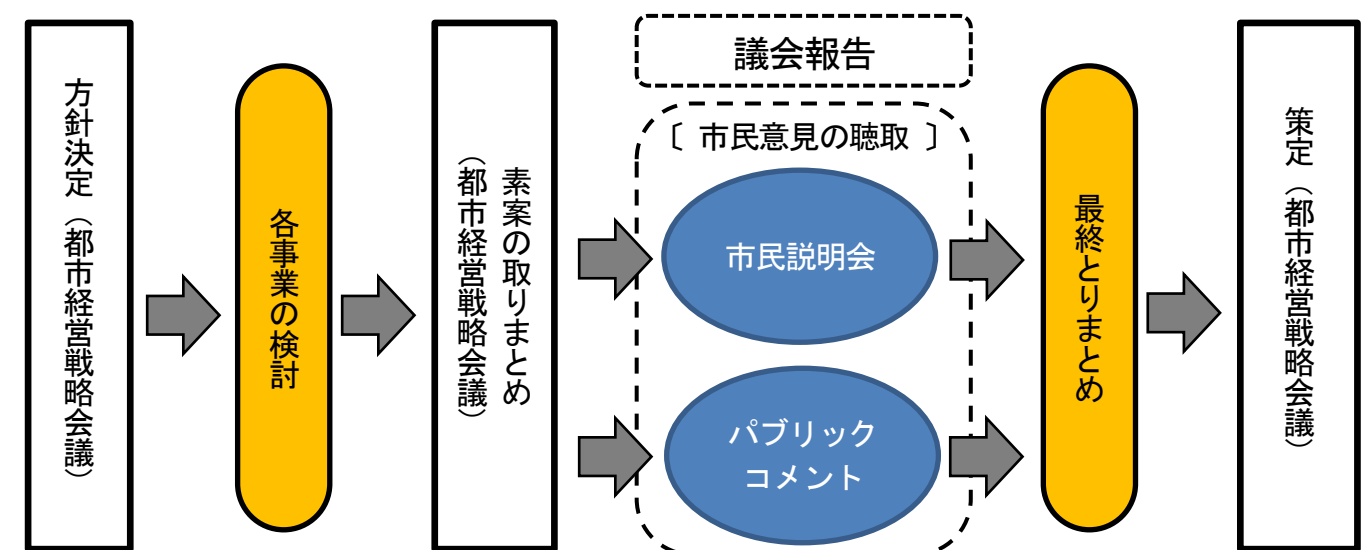 方針決定（都市経営戦略会議）
各事業の検討
素案の取りまとめ
（都市経営戦略会議）
議会報告
〔 市民意見の聴取 〕
市民説明会
パブリック
コメント
最終とりまとめ
策定（都市経営戦略会議）